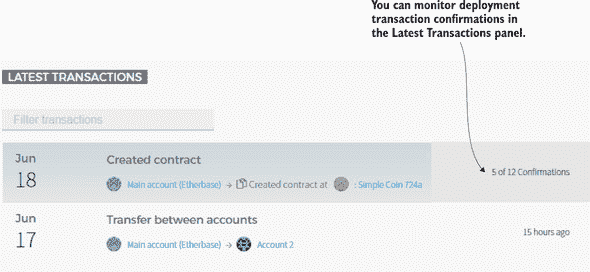 You can monitor deployment
transaction confirmations in
the Latest Transactions panel.
LATEST TRANSACTIONS
Filter transactions
Jun
18
Created contract
Main account (Etherbase) → Created contract at : Simple Coin 724a
5 of 12 Confirmations
Jun
17
Transfer between accounts
Main account (Etherbase) → Account 2
15 hours ago